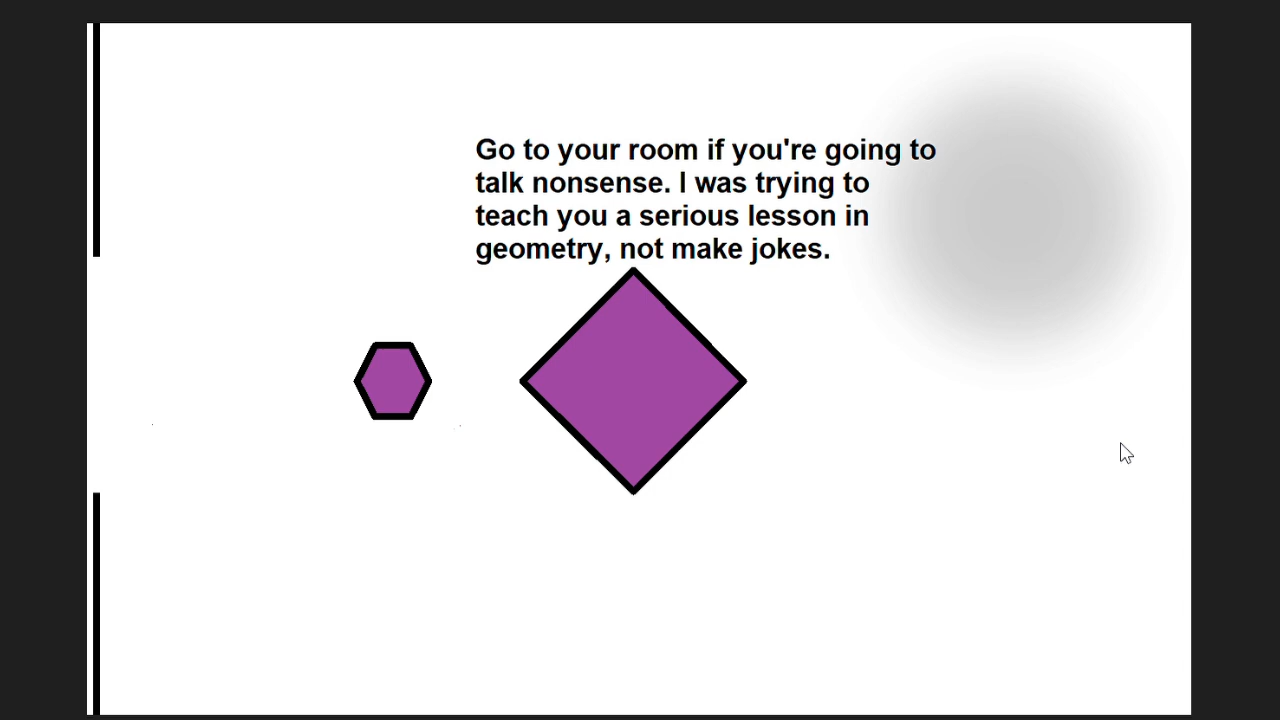 Go to your room if you're going to
talk nonsense. I was trying to
teach you a serious lesson in
geometry, not make jokes.